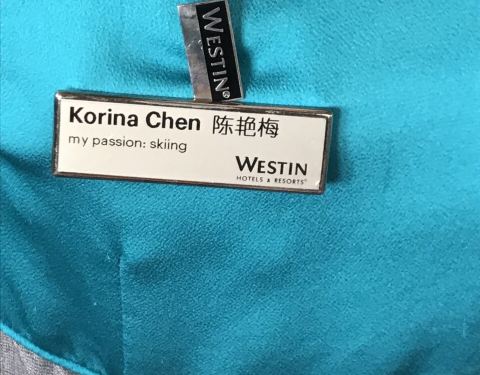 WESTIN®
Korina Chen 陈艳梅
my passion: skiing
WESTIN
HOTELS & RESORTS®